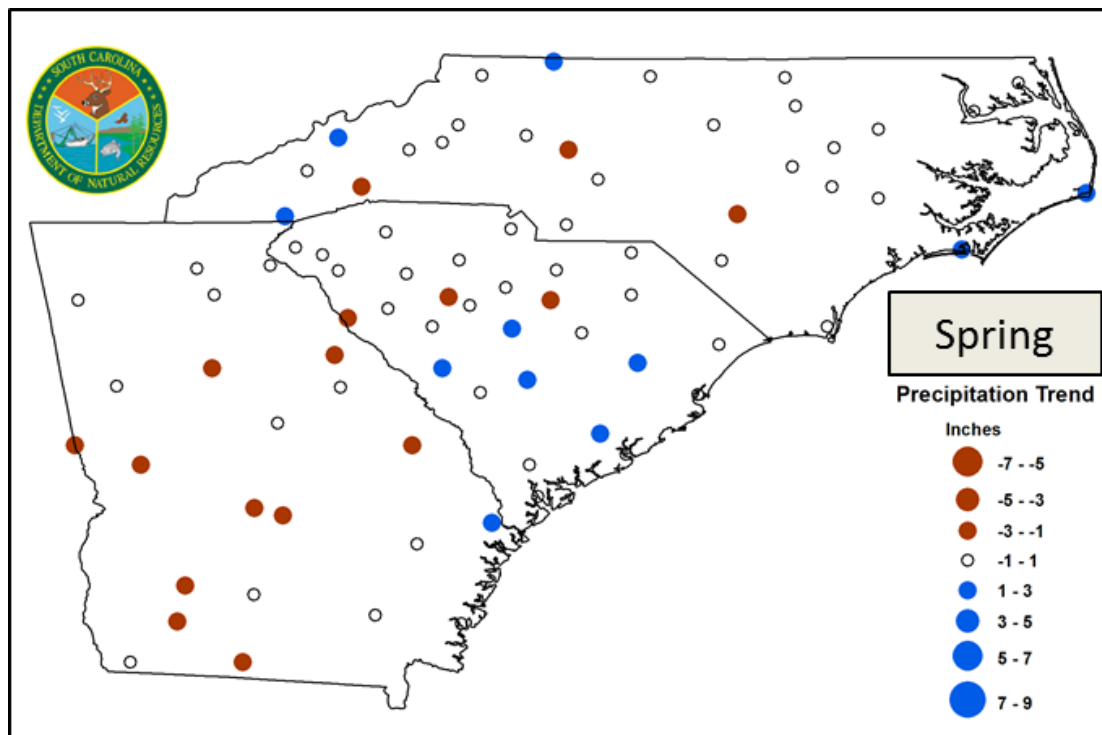 SOUTH CAROLINA
DEPARTMENT OF NATURAL RESOURCES
Spring
Precipitation Trend
Inches
-7 - -5
-5 - -3
-3 - -1
-1 - 1
1 - 3
3 - 5
5 - 7
7 - 9